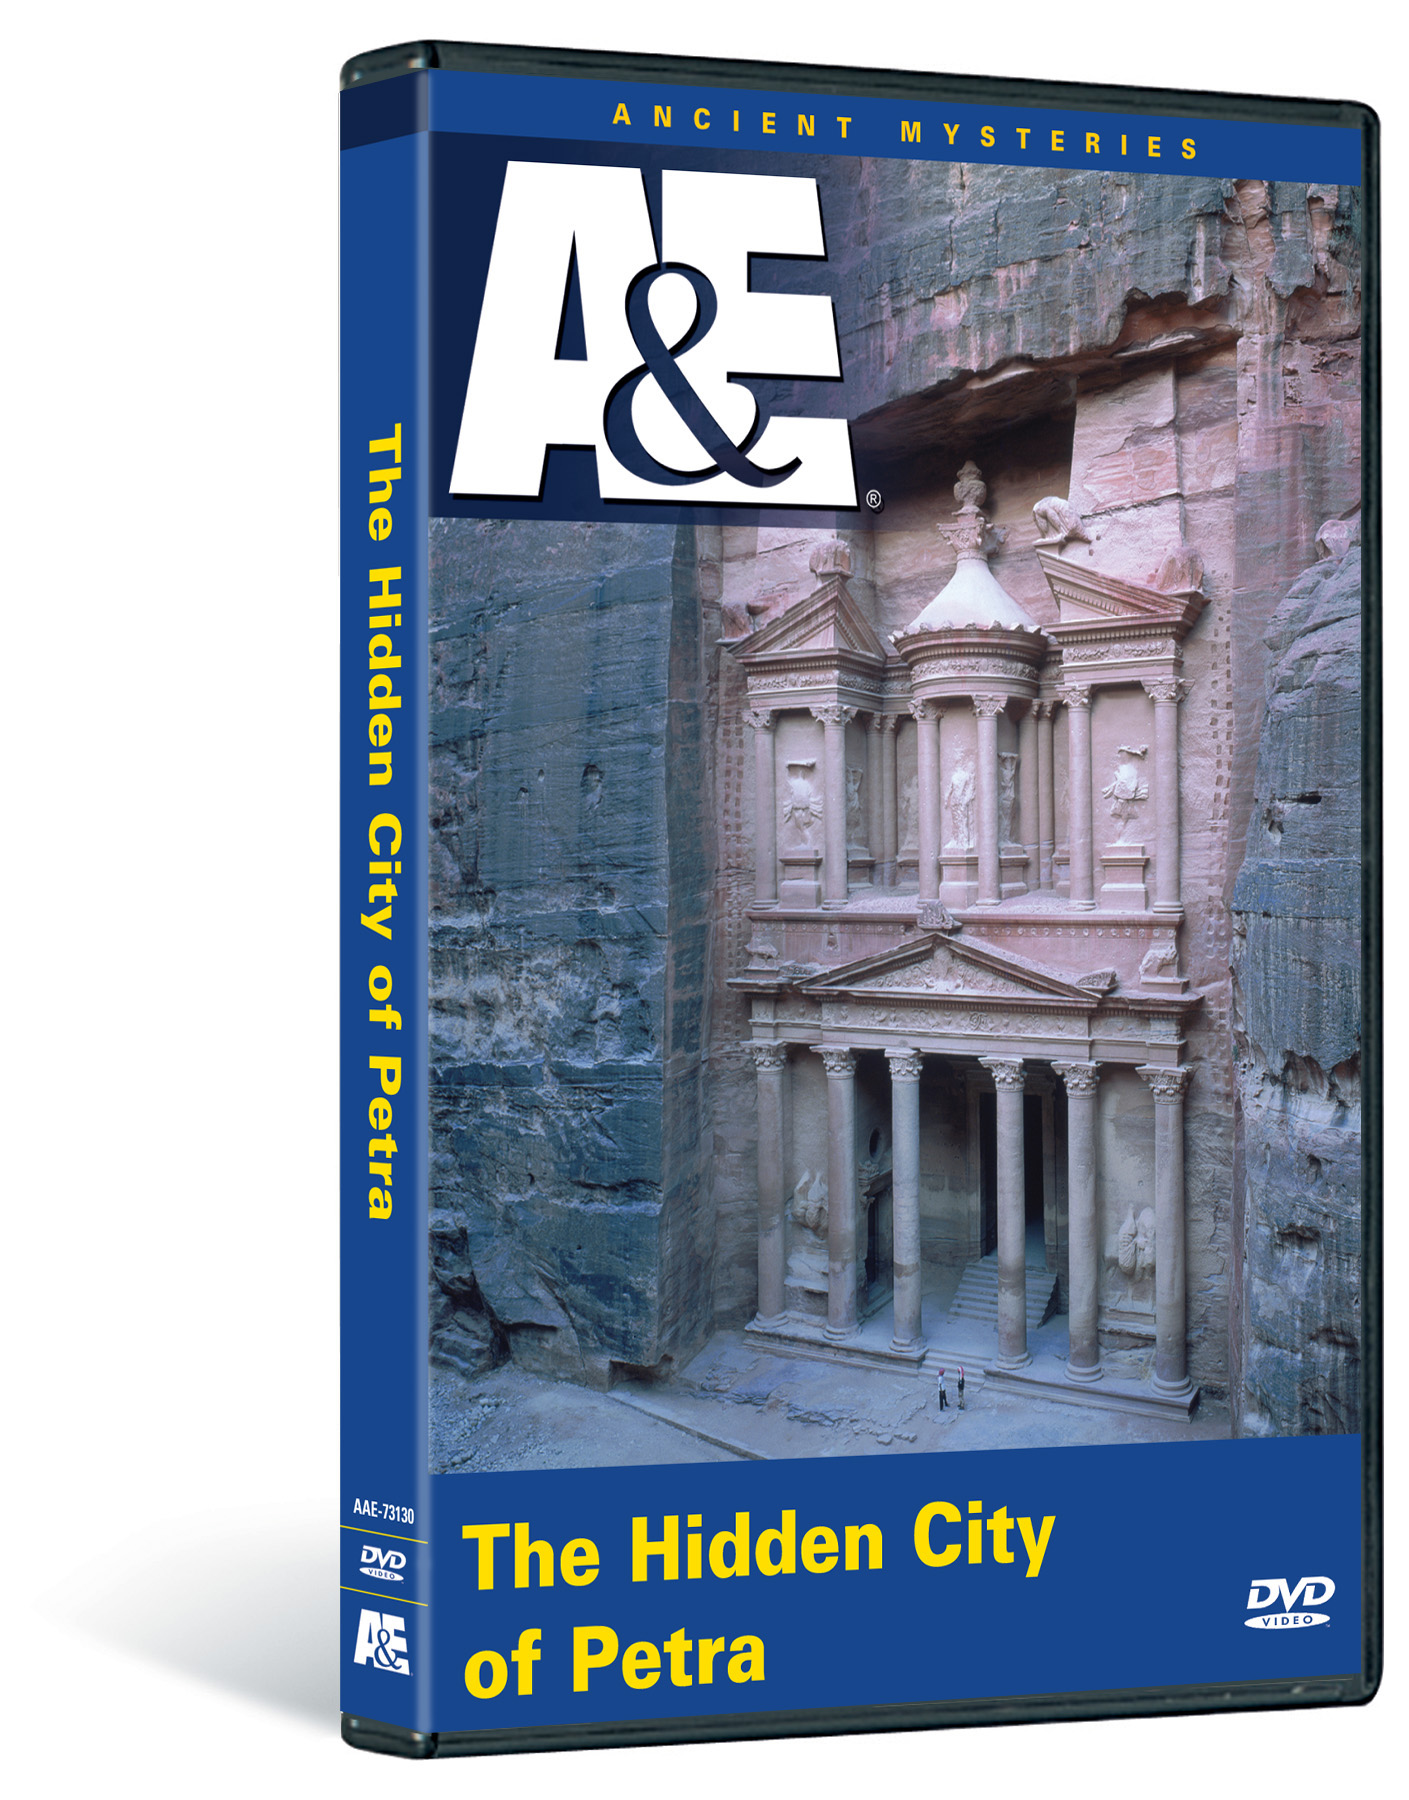 ANCIENT MYSTERIES
A&E®
The Hidden City
of Petra
DVD
VIDEO
The Hidden City of Petra
AAE-73130
DVD
VIDEO
A&E